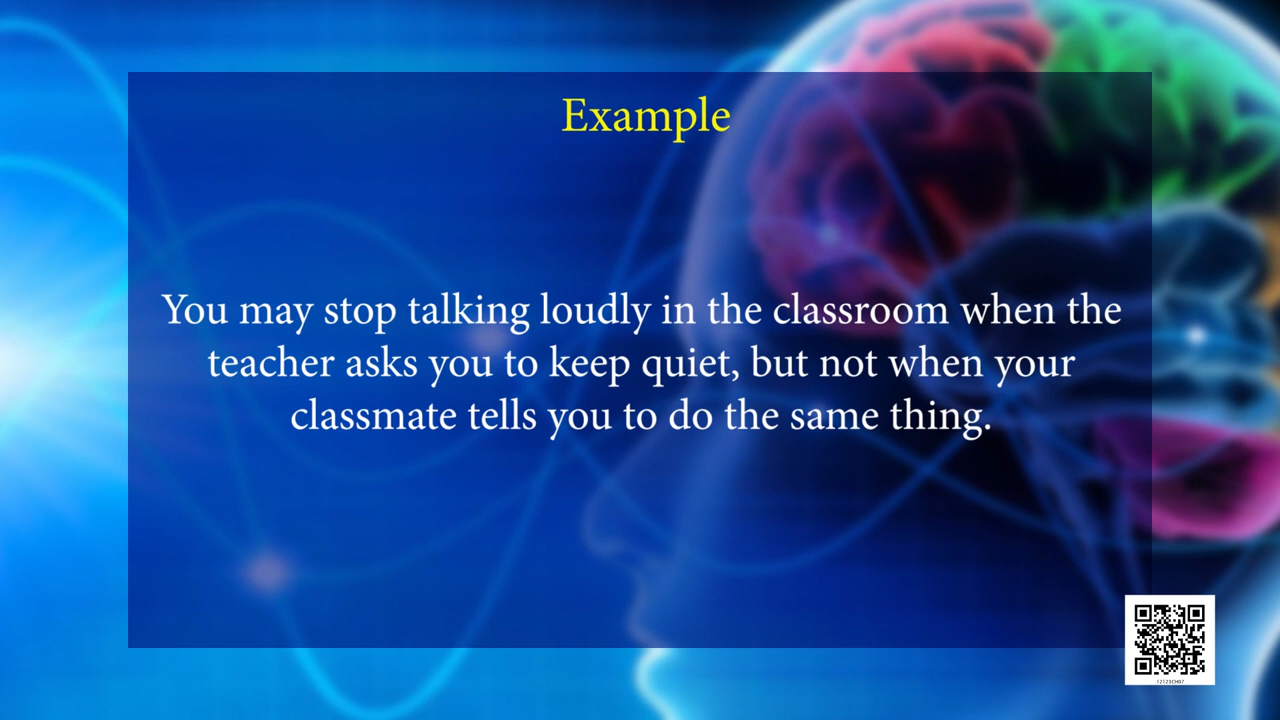 Example
You may stop talking loudly in the classroom when the
teacher asks you to keep quiet, but not when your
classmate tells you to do the same thing.
12123CH07